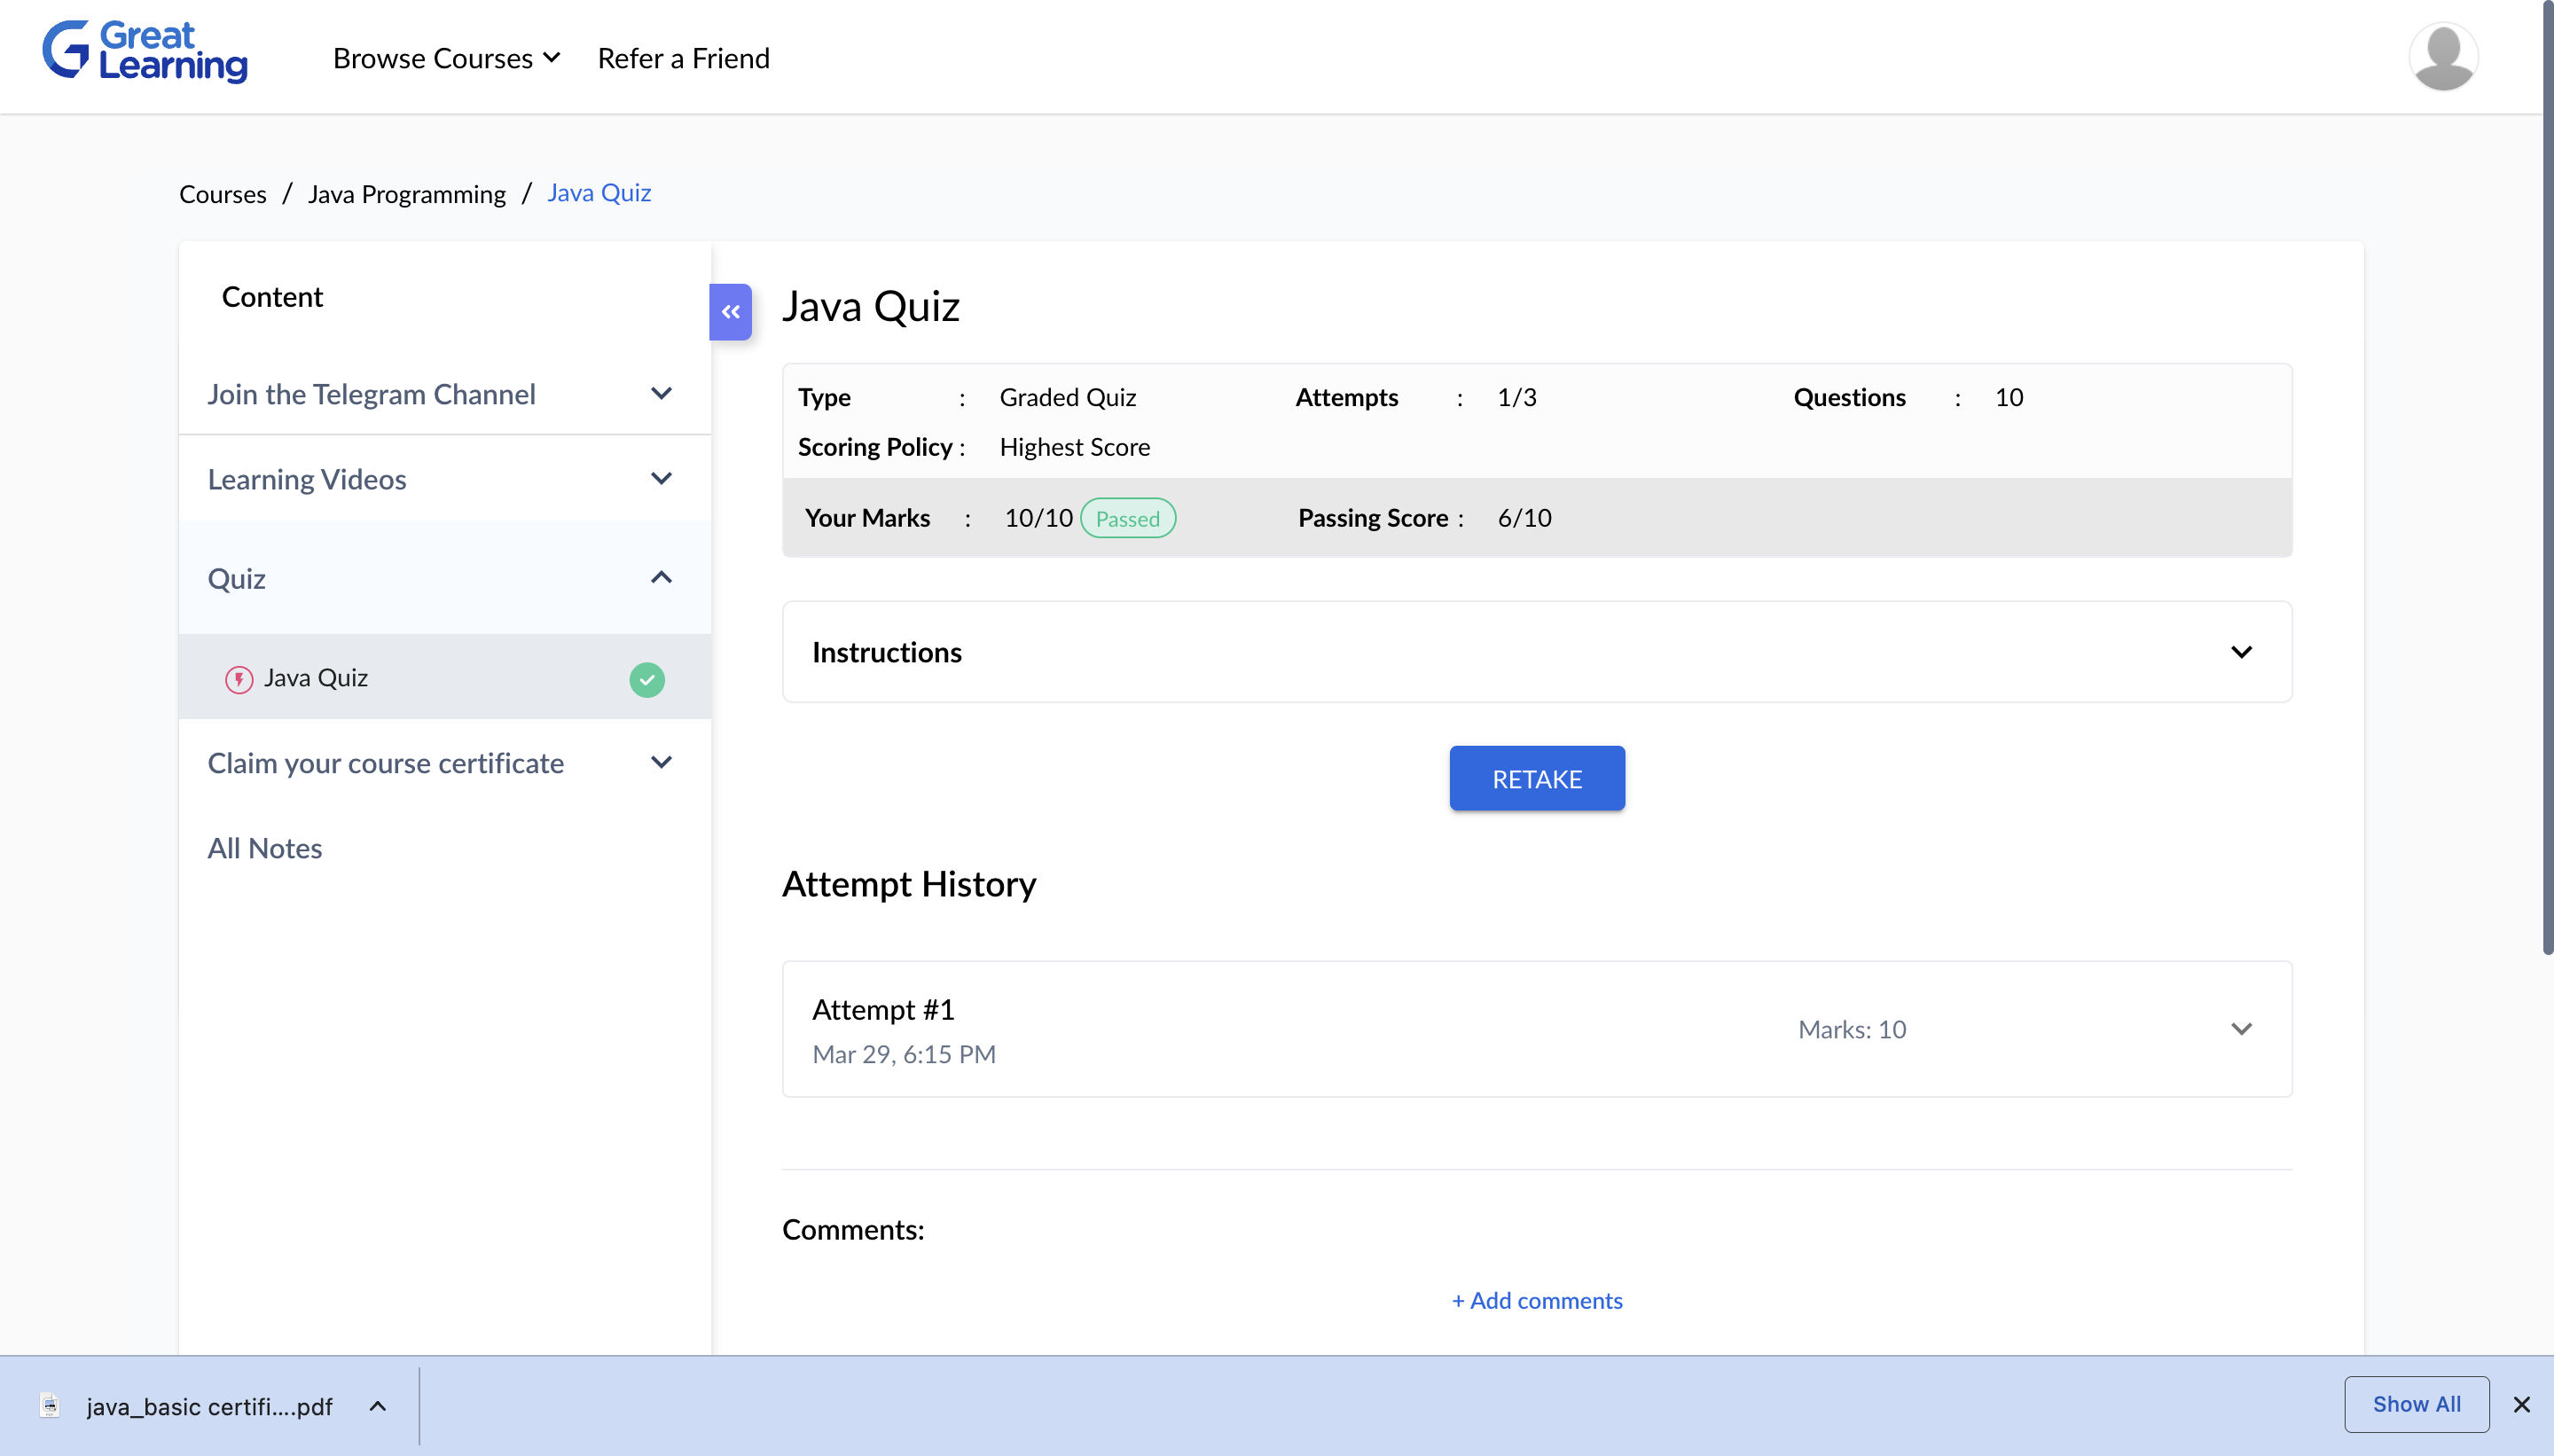 Great
Learning
Browse Courses
Refer a Friend
Courses / Java Programming / Java Quiz
Content
Join the Telegram Channel
Learning Videos
Quiz
Java Quiz
Claim your course certificate
All Notes
Java Quiz
Type : Graded Quiz Attempts : 1/3 Questions : 10
Scoring Policy : Highest Score
Your Marks : 10/10 Passed Passing Score : 6/10
Instructions
RETAKE
Attempt History
Attempt #1
Mar 29, 6:15 PM
Marks: 10
Comments:
+ Add comments
java_basic certifi....pdf
Show All